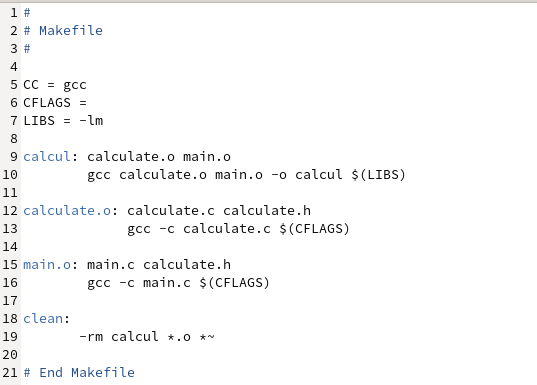 1 #
2 # Makefile
3 #
4
5 CC = gcc
6 CFLAGS =
7 LIBS = -lm
8
9 calcul: calculate.o main.o
10         gcc calculate.o main.o -o calcul $(LIBS)
11
12 calculate.o: calculate.c calculate.h
13              gcc -c calculate.c $(CFLAGS)
14
15 main.o: main.c calculate.h
16         gcc -c main.c $(CFLAGS)
17
18 clean:
19        -rm calcul *.o *~
20
21 # End Makefile